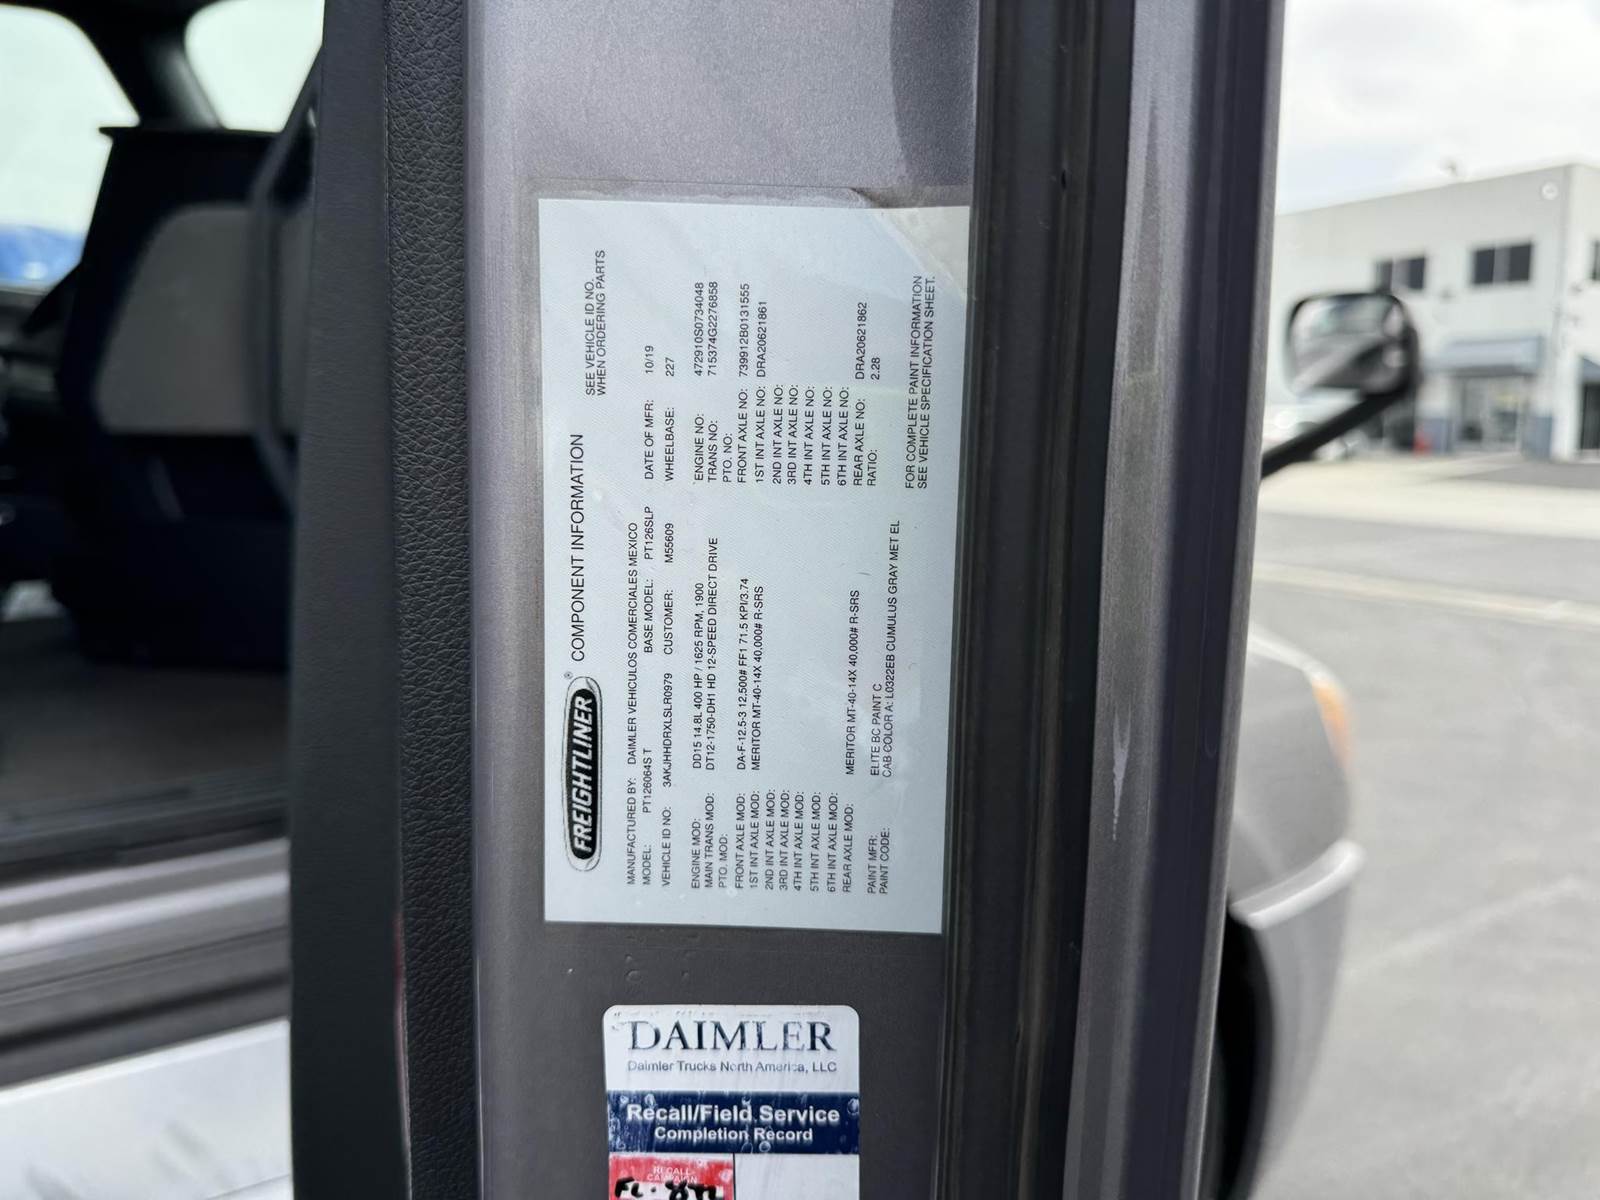 FREIGHTLINER ® COMPONENT INFORMATION
SEE VEHICLE ID NO.
WHEN ORDERING PARTS
MANUFACTURED BY: DAIMLER VEHICULOS COMERCIALES MEXICO
MODEL: PT126064S T BASE MODEL: PT126SLP DATE OF MFR: 10/19
VEHICLE ID NO: 3AKJHHDRXLSLR0979 CUSTOMER: M55609 WHEELBASE: 227
ENGINE MOD: DD15 14.8L 400 HP / 1625 RPM, 1900 ENGINE NO: 472910S0734048
MAIN TRANS MOD: DT12-1750-DH1 HD 12-SPEED DIRECT DRIVE TRANS NO: 715374G2276858
PTO. MOD: PTO. NO:
FRONT AXLE MOD: DA-F-12.5-3 12,500# FF1 71.5 KPI/3.74 FRONT AXLE NO: 739912B0131555
1ST INT AXLE MOD: MERITOR MT-40-14X 40,000# R-SRS 1ST INT AXLE NO: DRA20621861
2ND INT AXLE MOD: 2ND INT AXLE NO:
3RD INT AXLE MOD: 3RD INT AXLE NO:
4TH INT AXLE MOD: 4TH INT AXLE NO:
5TH INT AXLE MOD: 5TH INT AXLE NO:
6TH INT AXLE MOD: 6TH INT AXLE NO:
REAR AXLE MOD: MERITOR MT-40-14X 40,000# R-SRS REAR AXLE NO: DRA20621862
RATIO: 2.28
PAINT MFR: ELITE BC PAINT C
PAINT CODE: CAB COLOR A: L0322EB CUMULUS GRAY MET EL
FOR COMPLETE PAINT INFORMATION
SEE VEHICLE SPECIFICATION SHEET.
DAIMLER
Daimler Trucks North America, LLC
Recall/Field Service
Completion Record
RECALL
CAMPAIGN